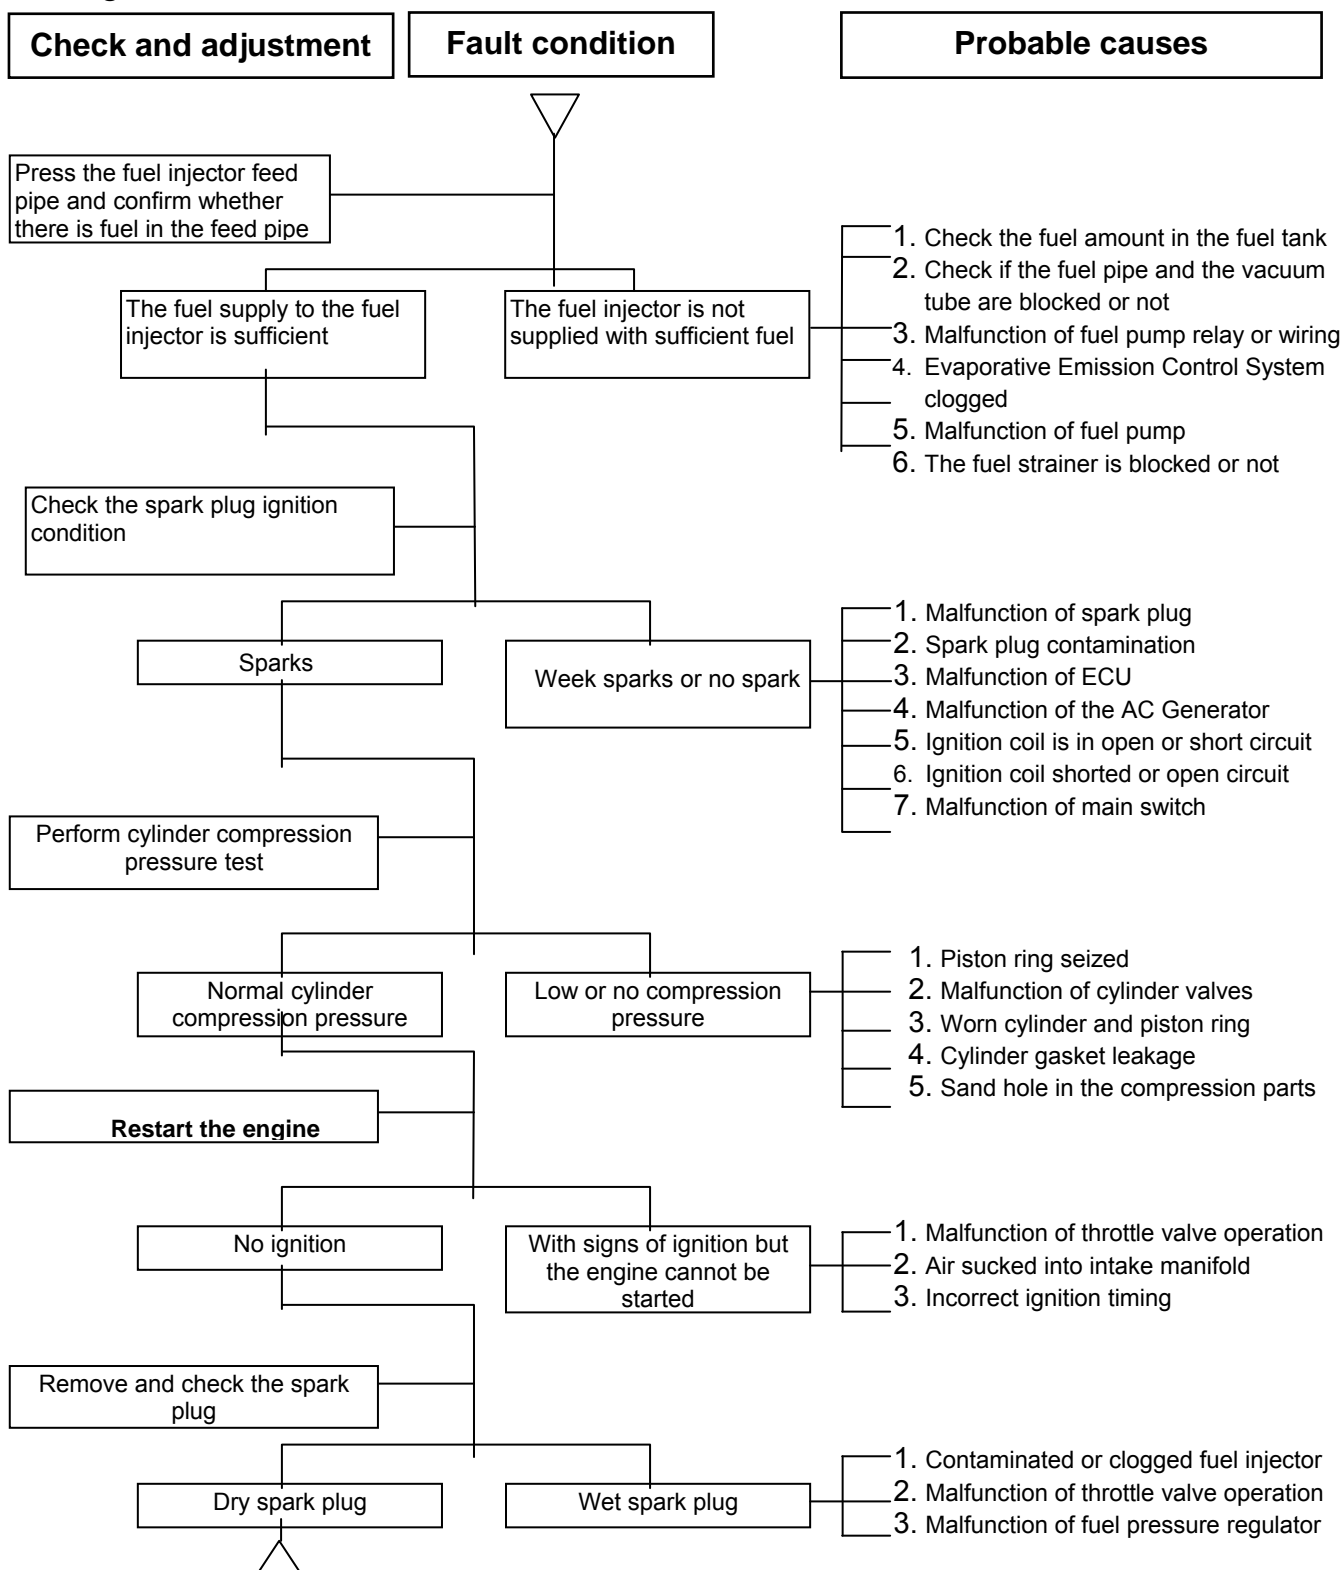 Check and adjustment
Fault condition
Probable causes
Press the fuel injector feed
pipe and confirm whether
there is fuel in the feed pipe
The fuel supply to the fuel
injector is sufficient
The fuel injector is not
supplied with sufficient fuel
1. Check the fuel amount in the fuel tank
2. Check if the fuel pipe and the vacuum
tube are blocked or not
3. Malfunction of fuel pump relay or wiring
4. Evaporative Emission Control System
clogged
5. Malfunction of fuel pump
6. The fuel strainer is blocked or not
Check the spark plug ignition
condition
Sparks
Week sparks or no spark
1. Malfunction of spark plug
2. Spark plug contamination
3. Malfunction of ECU
4. Malfunction of the AC Generator
5. Ignition coil is in open or short circuit
6. Ignition coil shorted or open circuit
7. Malfunction of main switch
Perform cylinder compression
pressure test
Normal cylinder
compression pressure
Low or no compression
pressure
1. Piston ring seized
2. Malfunction of cylinder valves
3. Worn cylinder and piston ring
4. Cylinder gasket leakage
5. Sand hole in the compression parts
Restart the engine
No ignition
With signs of ignition but
the engine cannot be
started
1. Malfunction of throttle valve operation
2. Air sucked into intake manifold
3. Incorrect ignition timing
Remove and check the spark
plug
Dry spark plug
Wet spark plug
1. Contaminated or clogged fuel injector
2. Malfunction of throttle valve operation
3. Malfunction of fuel pressure regulator